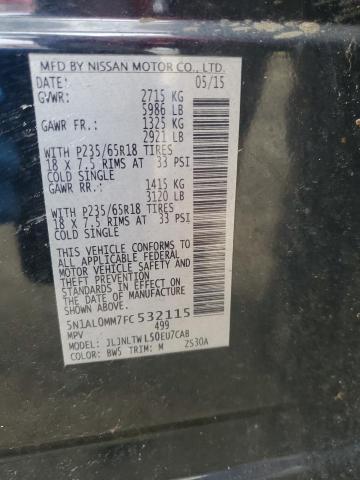 MFD BY NISSAN MOTOR CO., LTD.
DATE: 05/15
GVWR: 2715 KG
5986 LB
GAWR FR.: 1325 KG
2921 LB
WITH P235/65R18 TIRES
18 X 7.5 RIMS AT 33 PSI
COLD SINGLE
GAWR RR.: 1415 KG
3120 LB
WITH P235/65R18 TIRES
18 X 7.5 RIMS AT 33 PSI
COLD SINGLE
THIS VEHICLE CONFORMS TO
ALL APPLICABLE FEDERAL
MOTOR VEHICLE SAFETY AND
THEFT PREVENTION
STANDARDS IN EFFECT ON
THE DATE OF MANUFACTURE
SHOWN ABOVE.
5N1AL0MM7FC532115
MPV 499
MODEL: JLJNLTWL50EU7CAB
COLOR: BW5 TRIM: M ZS30A